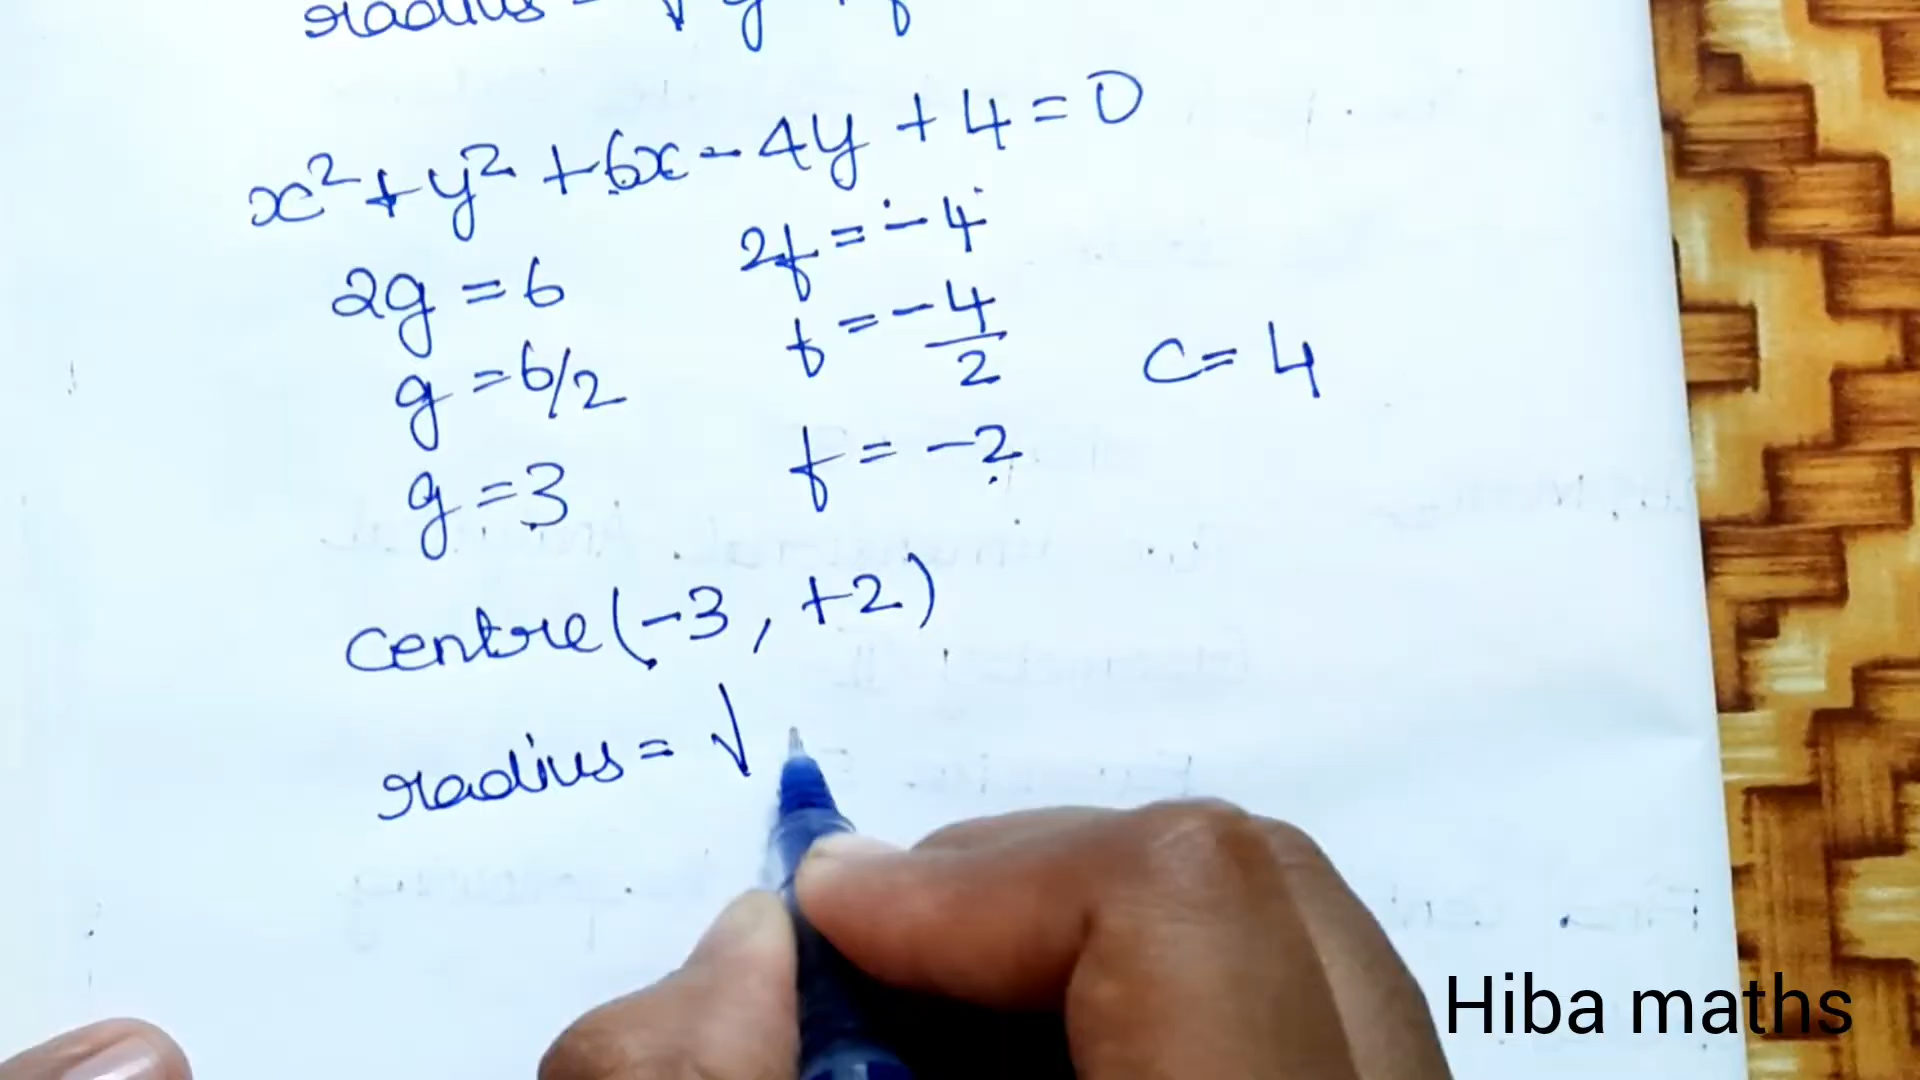 radius = √g
x² + y² + 6x - 4y + 4 = 0
2g = 6
g = 6/2
g = 3
2f = -4
f = -4/2
f = -2
c = 4
centre (-3, +2)
radius = √
Hiba maths